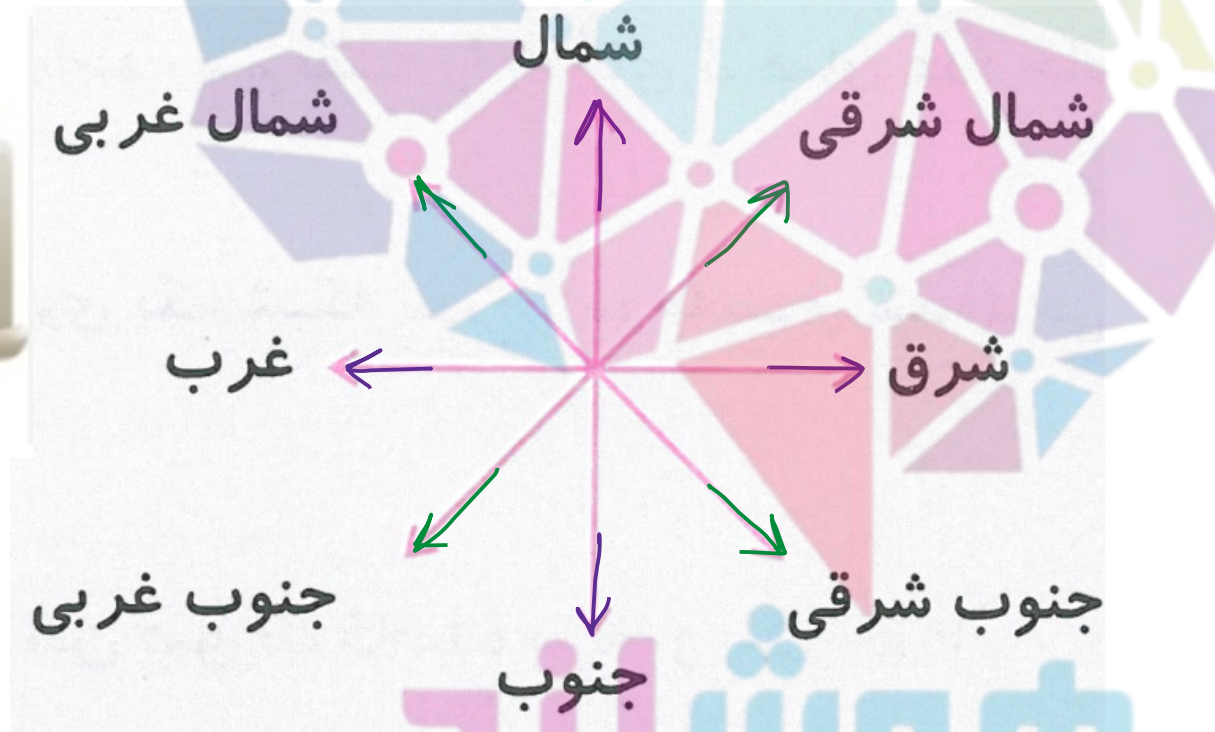 شمال
شمال شرقی
شمال غربی
شرق
غرب
جنوب شرقی
جنوب غربی
جنوب